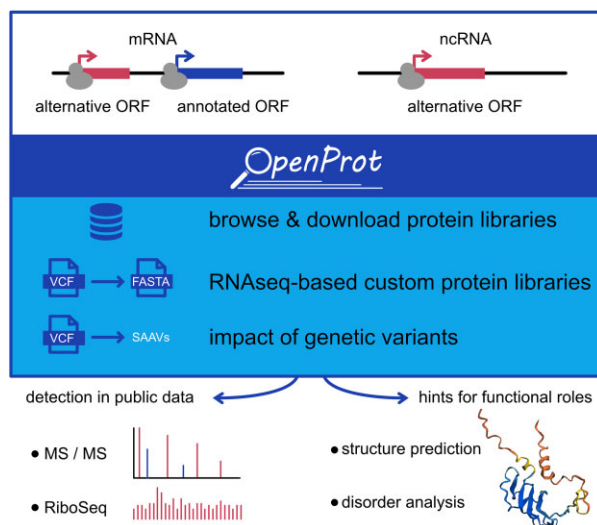 mRNA
ncRNA
alternative ORF
annotated ORF
alternative ORF
OpenProt
browse & download protein libraries
VCF
FASTA
RNAseq-based custom protein libraries
VCF
SAAVs
impact of genetic variants
detection in public data
hints for functional roles
● MS / MS
● structure prediction
● RiboSeq
● disorder analysis